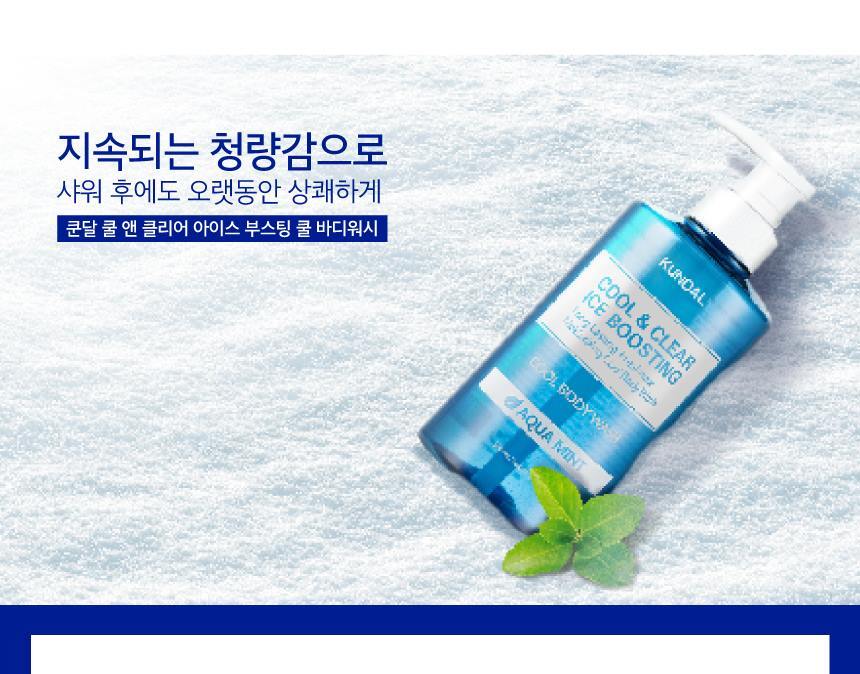 지속되는 청량감으로
샤워 후에도 오랫동안 상쾌하게
쿤달 쿨 앤 클리어 아이스 부스팅 쿨 바디워시
KUNDAL
COOL & CLEAR
ICE BOOSTING
COOL BODYWASH
AQUA MINT